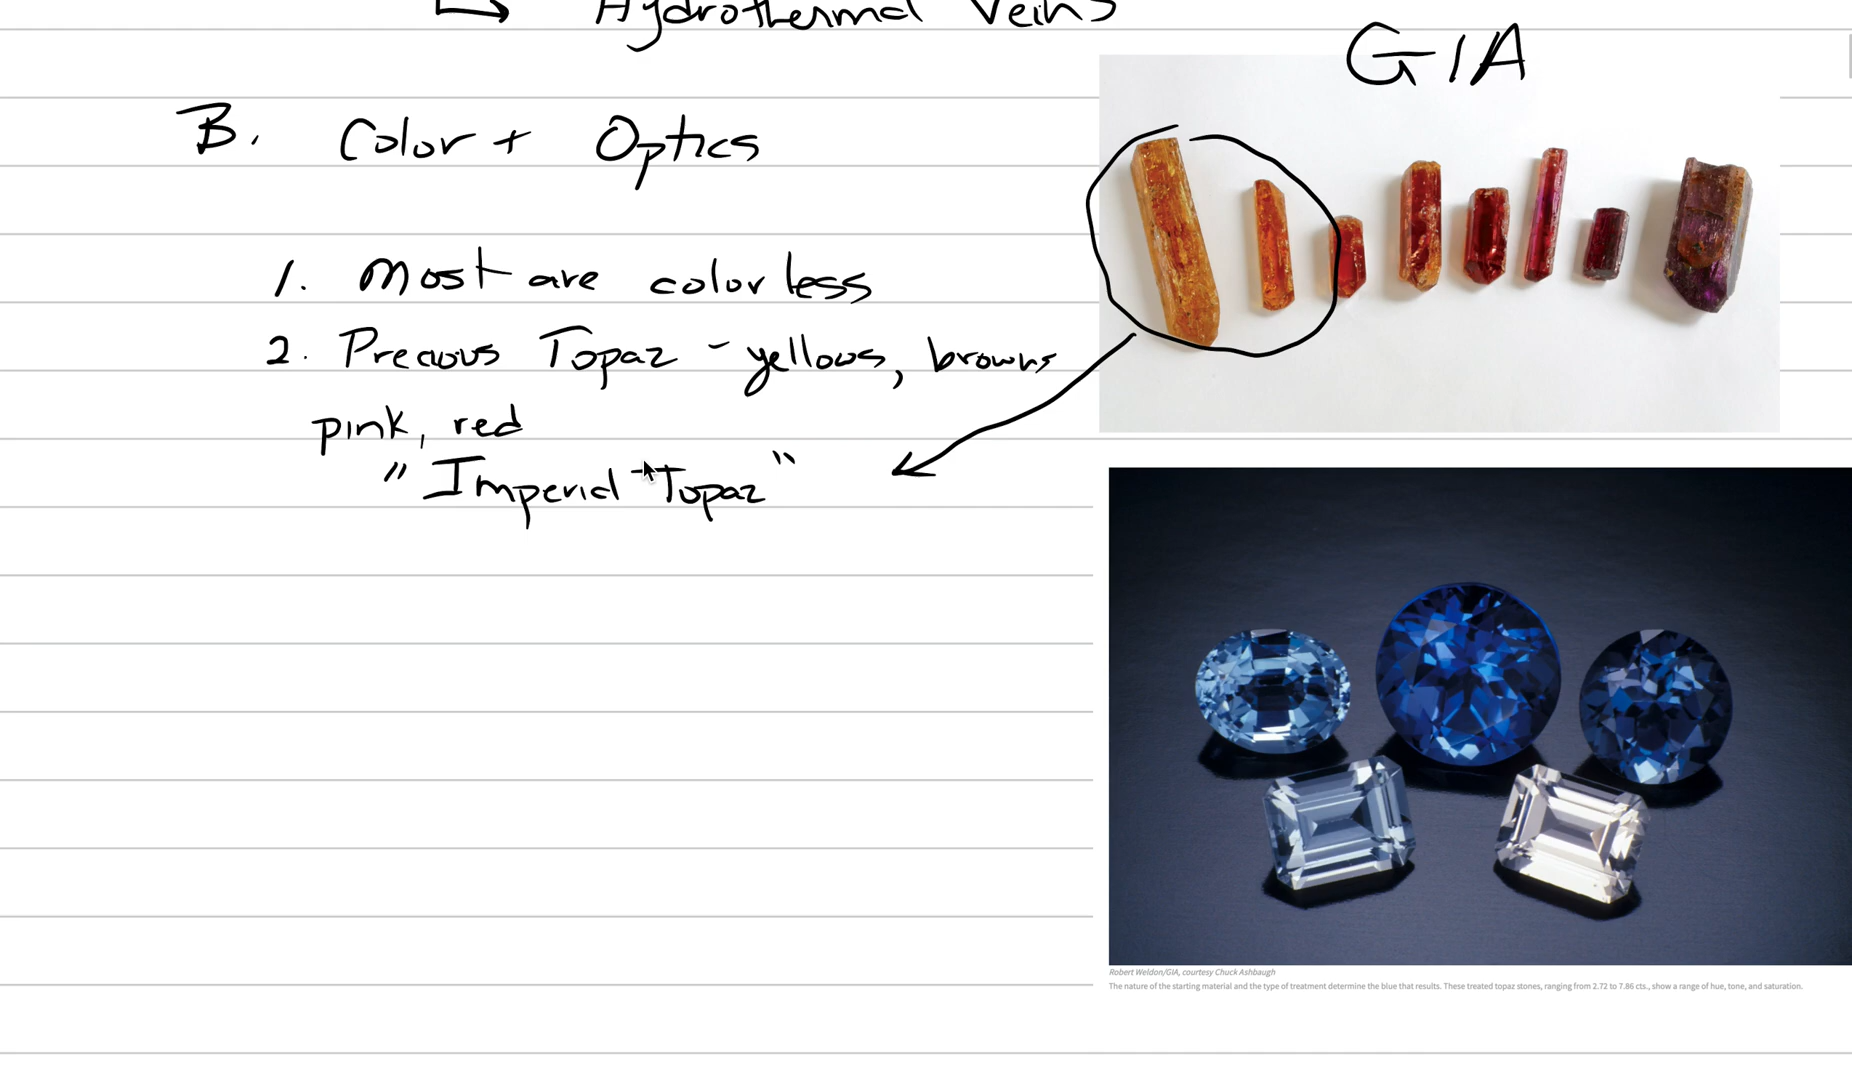 Hydrothermal Veins
GIA
B. Color + Optics
1. Most are colorless
2. Precious Topaz - yellows, browns
pink, red
"Imperial Topaz"
Robert Weldon/GIA, courtesy Chuck Ashbaugh
The nature of the starting material and the type of treatment determine the blue that results. These treated topaz stones, ranging from 2.72 to 7.86 cts., show a range of hue, tone, and saturation.